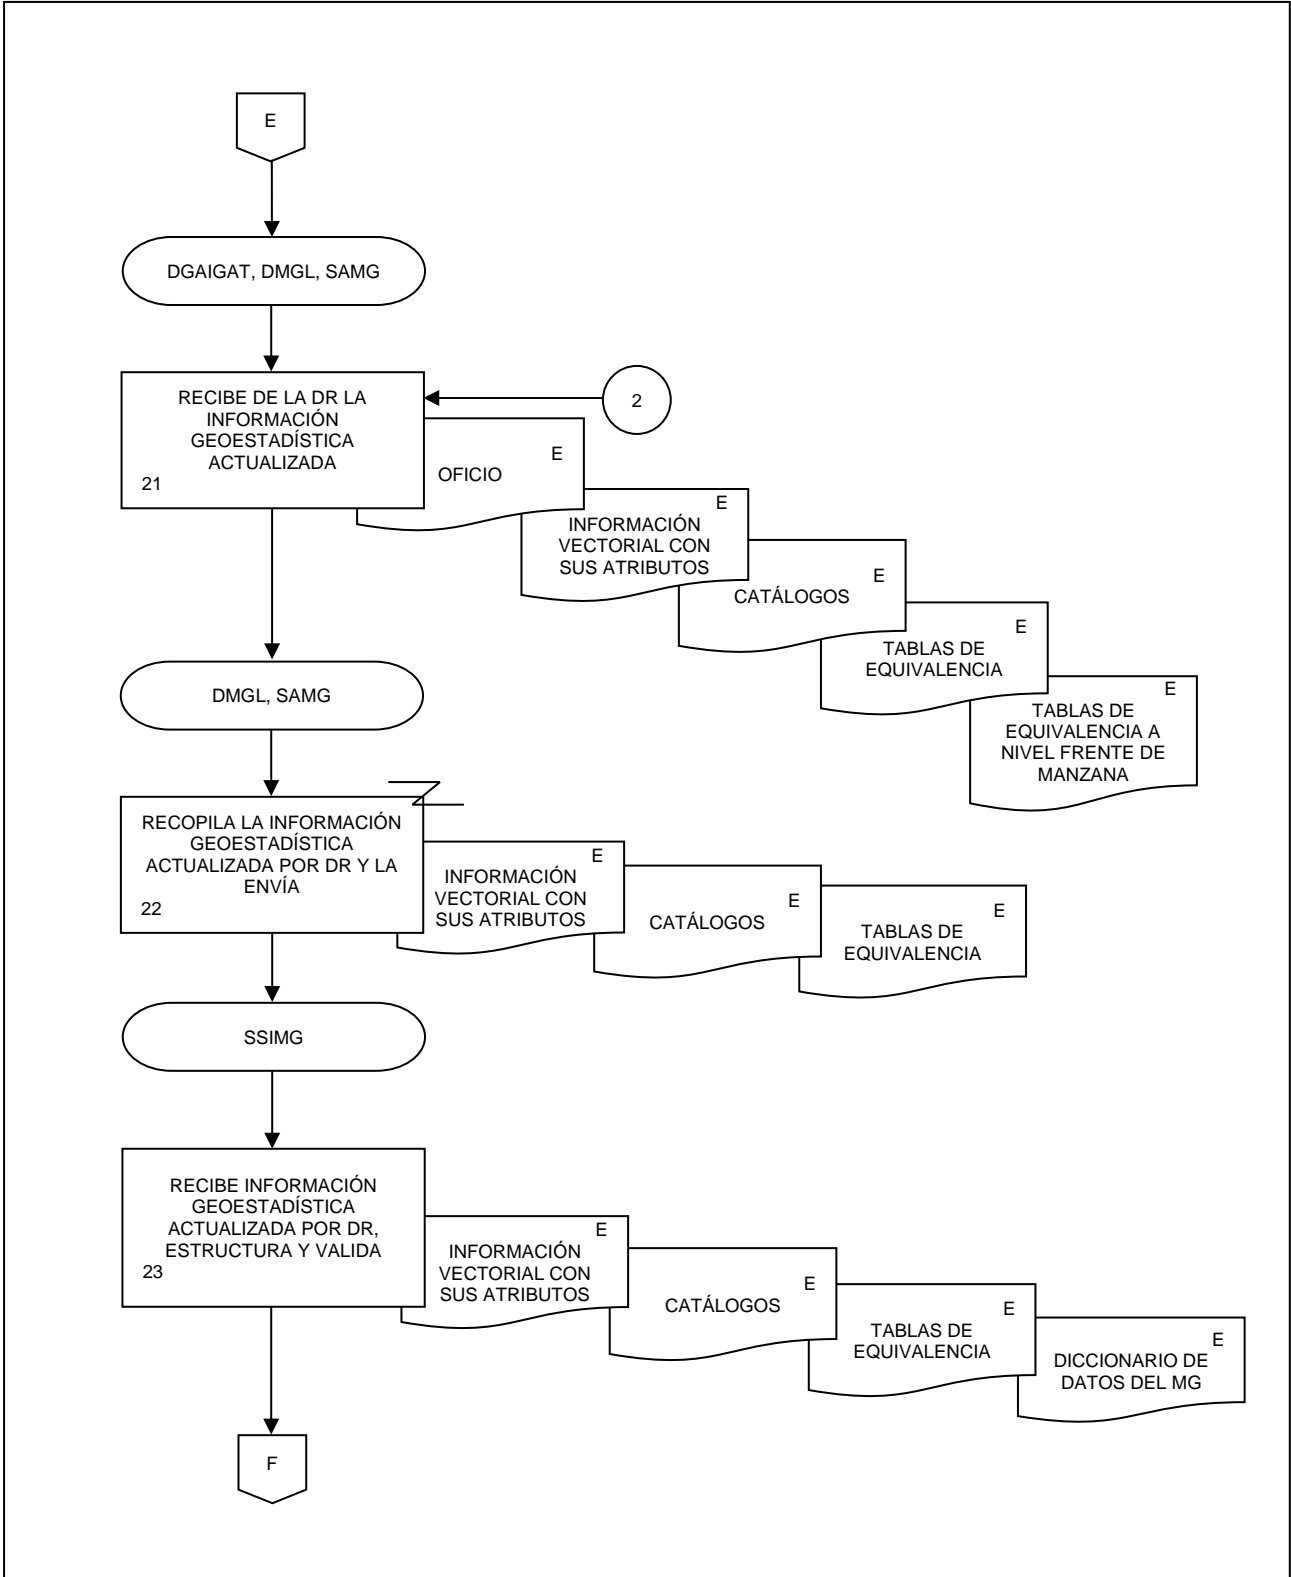 E
DGAIGAT, DMGL, SAMG
RECIBE DE LA DR LA
INFORMACIÓN
GEOESTADÍSTICA
ACTUALIZADA
21
2
E
OFICIO
E
INFORMACIÓN
VECTORIAL CON
SUS ATRIBUTOS
E
CATÁLOGOS
E
TABLAS DE
EQUIVALENCIA
E
TABLAS DE
EQUIVALENCIA A
NIVEL FRENTE DE
MANZANA
DMGL, SAMG
RECOPILA LA INFORMACIÓN
GEOESTADÍSTICA
ACTUALIZADA POR DR Y LA
ENVÍA
22
E
INFORMACIÓN
VECTORIAL CON
SUS ATRIBUTOS
E
CATÁLOGOS
E
TABLAS DE
EQUIVALENCIA
SSIMG
RECIBE INFORMACIÓN
GEOESTADÍSTICA
ACTUALIZADA POR DR,
ESTRUCTURA Y VALIDA
23
E
INFORMACIÓN
VECTORIAL CON
SUS ATRIBUTOS
E
CATÁLOGOS
E
TABLAS DE
EQUIVALENCIA
E
DICCIONARIO DE
DATOS DEL MG
F